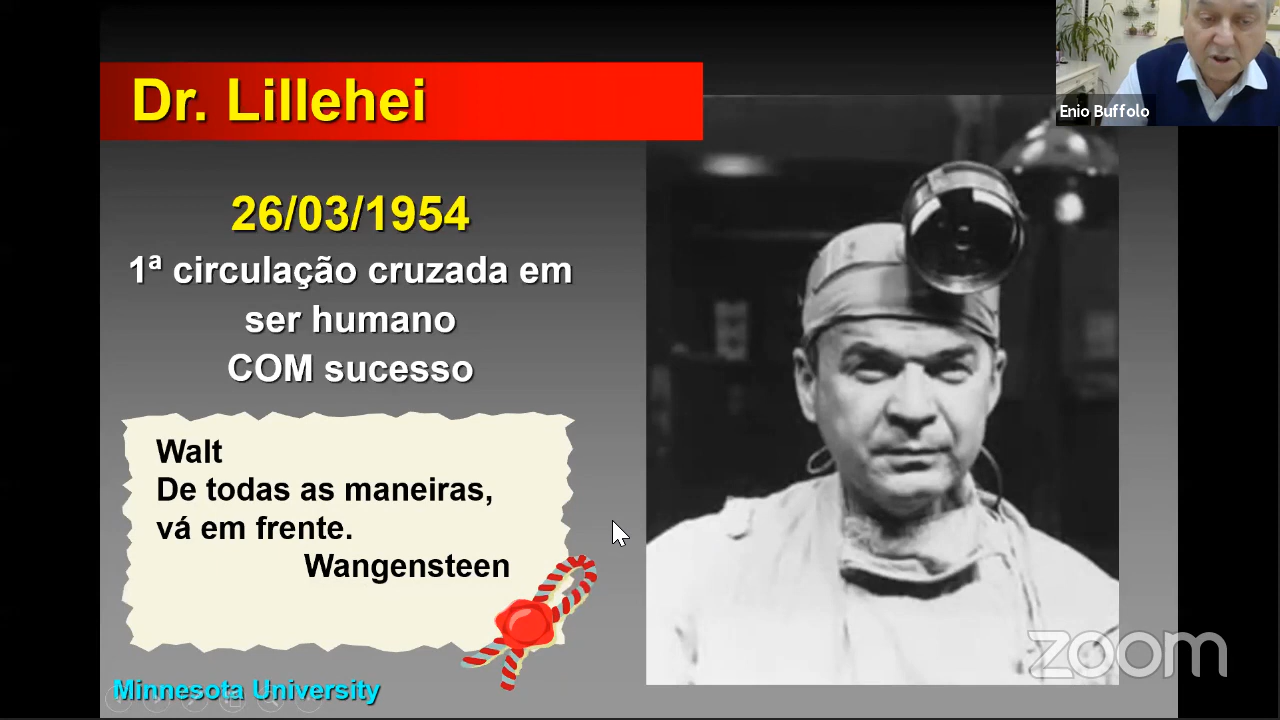 Dr. Lillehei
Enio Buffolo
26/03/1954
1ª circulação cruzada em
ser humano
COM sucesso
Walt
De todas as maneiras,
vá em frente.
Wangensteen
Minnesota University
zoom